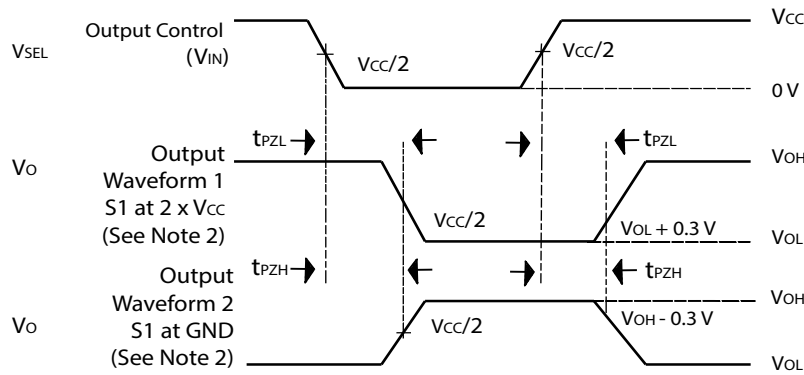 VCC
VSEL
Output Control
(VIN)
VCC/2
VCC/2
0 V
tPZL
tPZL
VO
Output
Waveform 1
S1 at 2 x VCC
(See Note 2)
VOH
VCC/2
VOL + 0.3 V
VOL
tPZH
tPZH
VO
Output
Waveform 2
S1 at GND
(See Note 2)
VOH
VCC/2
VOH - 0.3 V
VOL